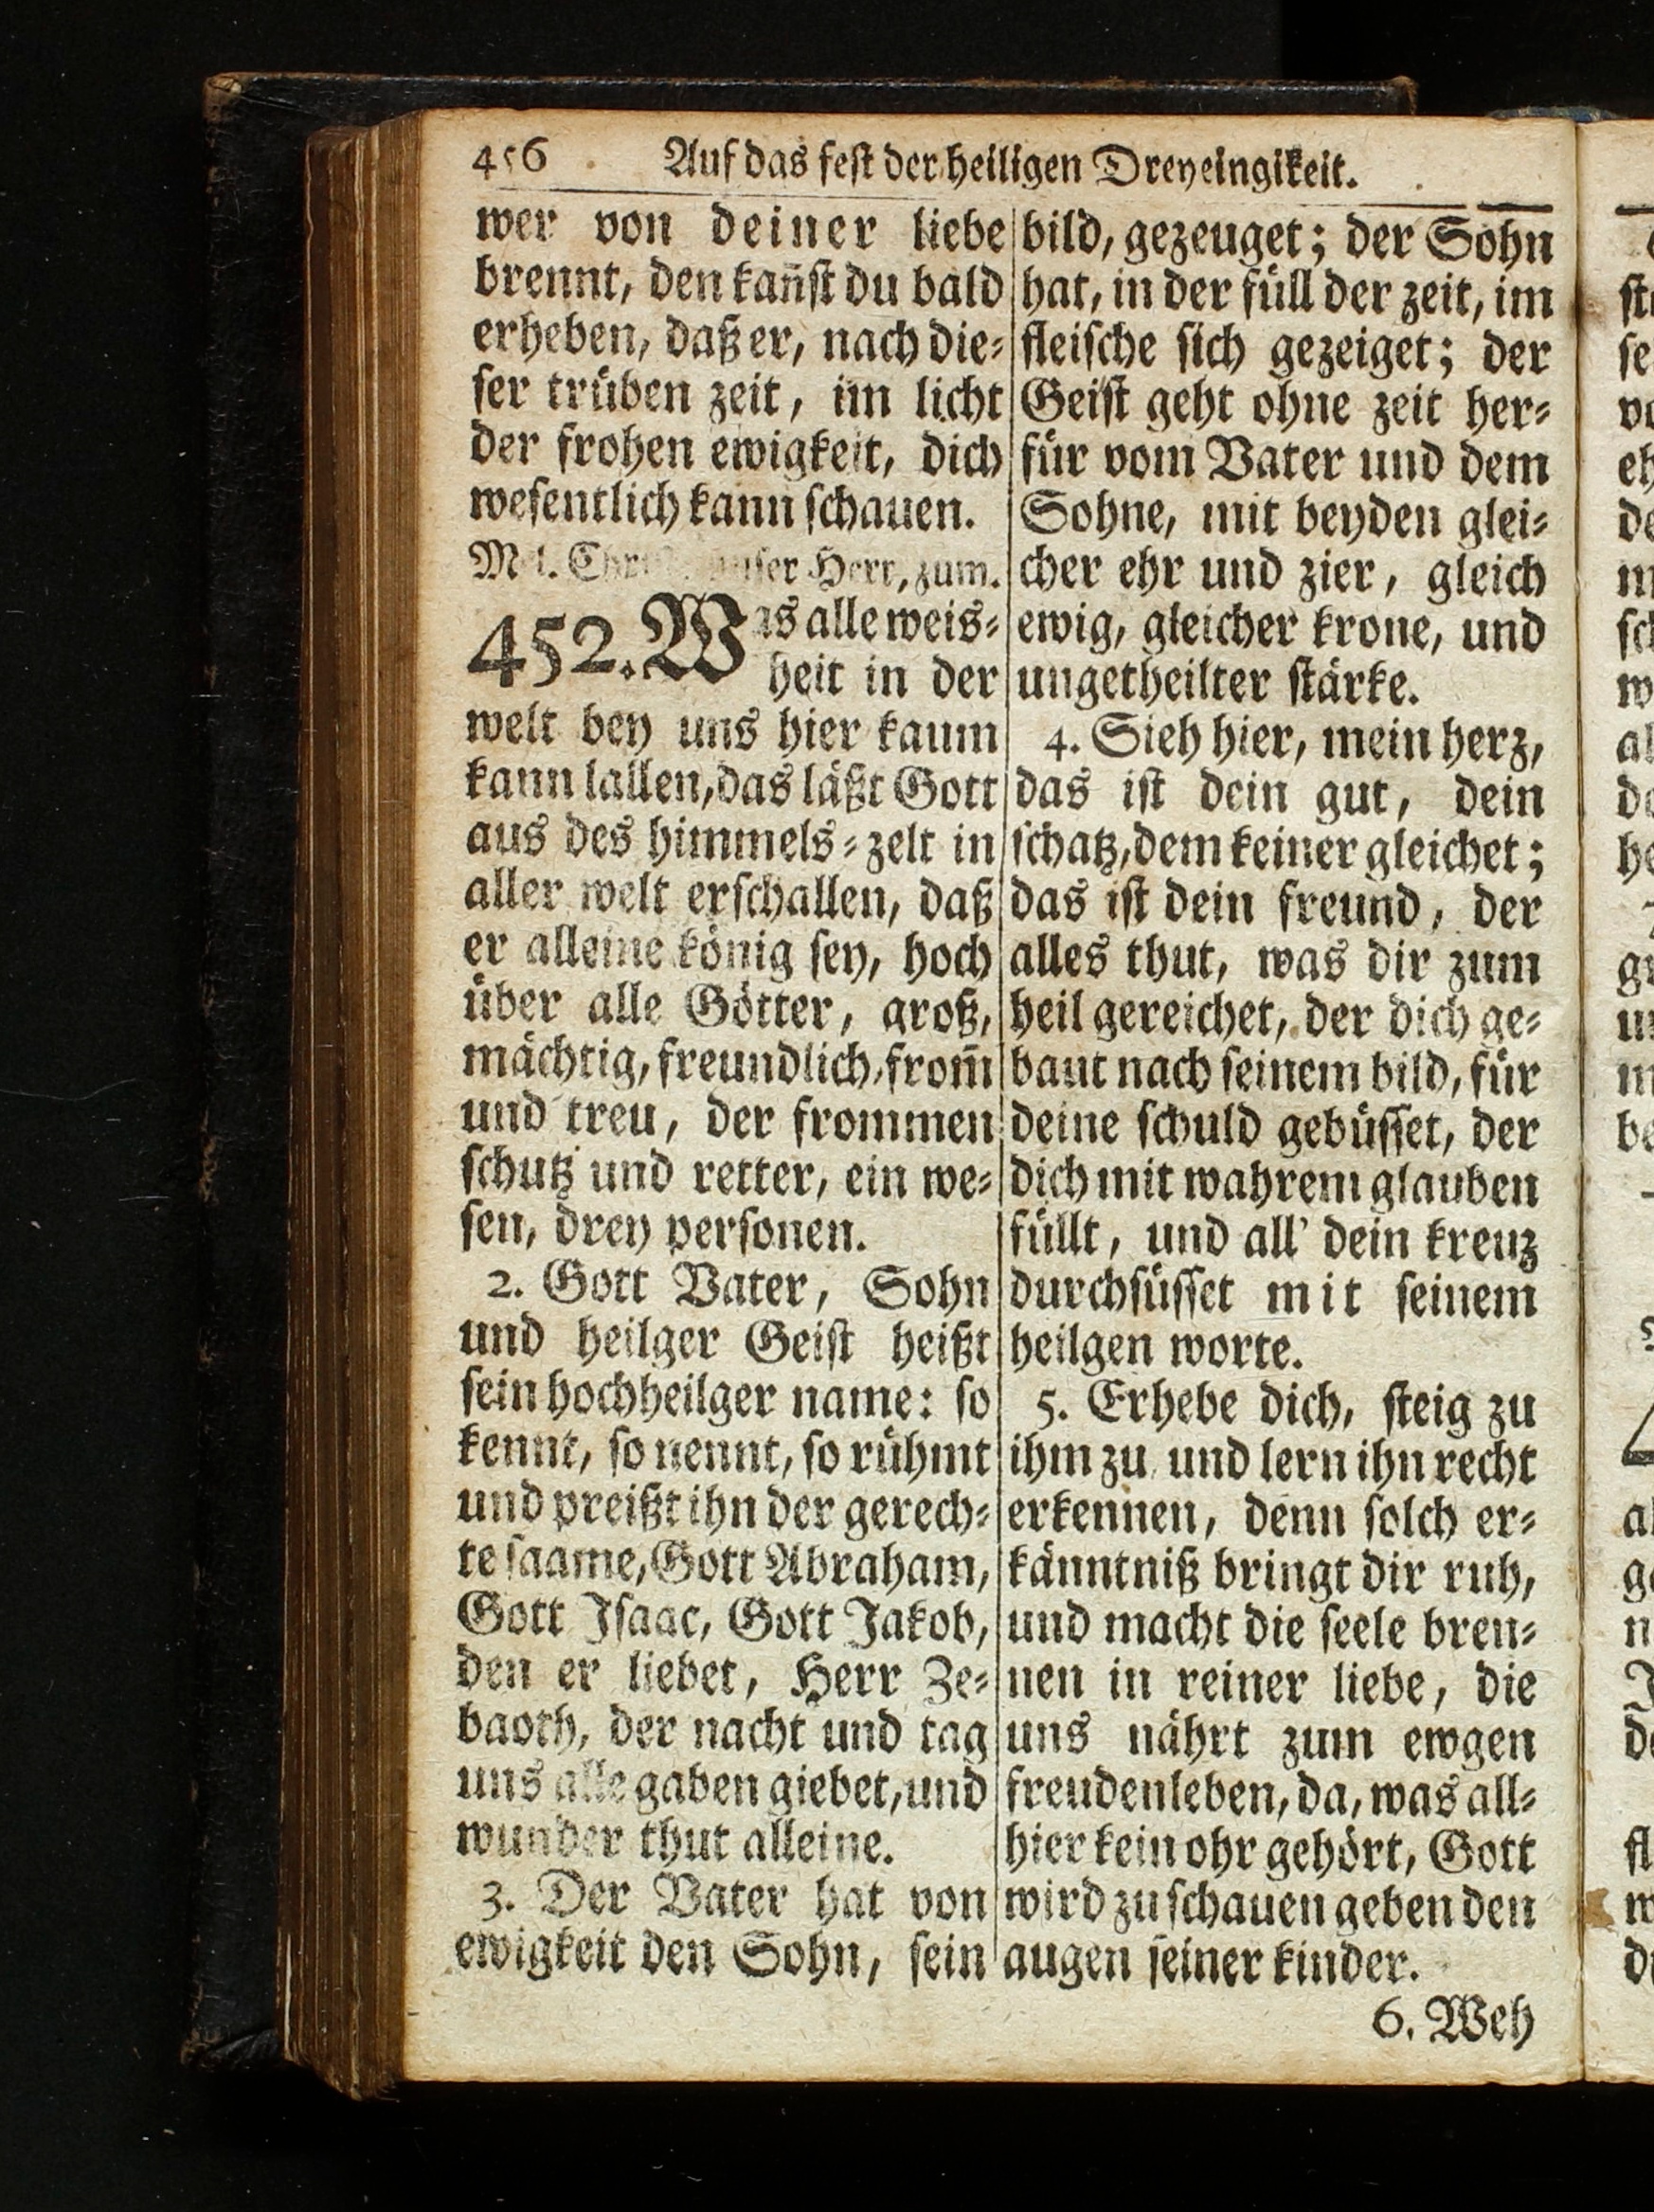 456 Auf das fest der heiligen Dreyeinigkeit.
wer von deiner liebe
brennt, den kañst du bald
erheben, daß er, nach die-
ser trüben zeit, im licht
der frohen ewigkeit, dich
wesentlich kann schauen.
Mel. unser Herr, zum.
452. Was alle weis-
heit in der
welt bey uns hier kaum
kann lallen, das läßt Gott
aus des himmels-zelt in
aller welt erschallen, daß
er alleine könig sey, hoch
über alle Götter, groß,
mächtig, freundlich, from̃
und treu, der frommen
schutz und retter, ein we-
sen, drey personen.
2. Gott Vater, Sohn
und heilger Geist heißt
sein hochheilger name: so
kennt, so nennt, so rühmt
und preißt ihn der gerech-
te saame, Gott Abraham,
Gott Isaac, Gott Jakob,
den er liebet, Herr Ze-
baoth, der nacht und tag
uns alle gaben giebet, und
wunder thut alleine.
3. Der Vater hat von
ewigkeit den Sohn, sein
bild, gezeuget; der Sohn
hat, in der füll der zeit, im
fleische sich gezeiget; der
Geist geht ohne zeit her-
für vom Vater und dem
Sohne, mit beyden glei-
cher ehr und zier, gleich
ewig, gleicher krone, und
ungetheilter stärke.
4. Sieh hier, mein herz,
das ist dein gut, dein
schatz, dem keiner gleichet;
das ist dein freund, der
alles thut, was dir zum
heil gereichet, der dich ge-
baut nach seinem bild, für
deine schuld gebüsset, der
dich mit wahrem glauben
füllt, und all' dein kreuz
durchsüsset mit seinem
heilgen worte.
5. Erhebe dich, steig zu
ihm zu und lern ihn recht
erkennen, denn solch er-
känntniß bringt dir ruh,
und macht die seele bren-
nen in reiner liebe, die
uns nährt zum ewgen
freudenleben, da, was all-
hier kein ohr gehört, Gott
wird zu schauen geben den
augen seiner kinder.
6. Weh